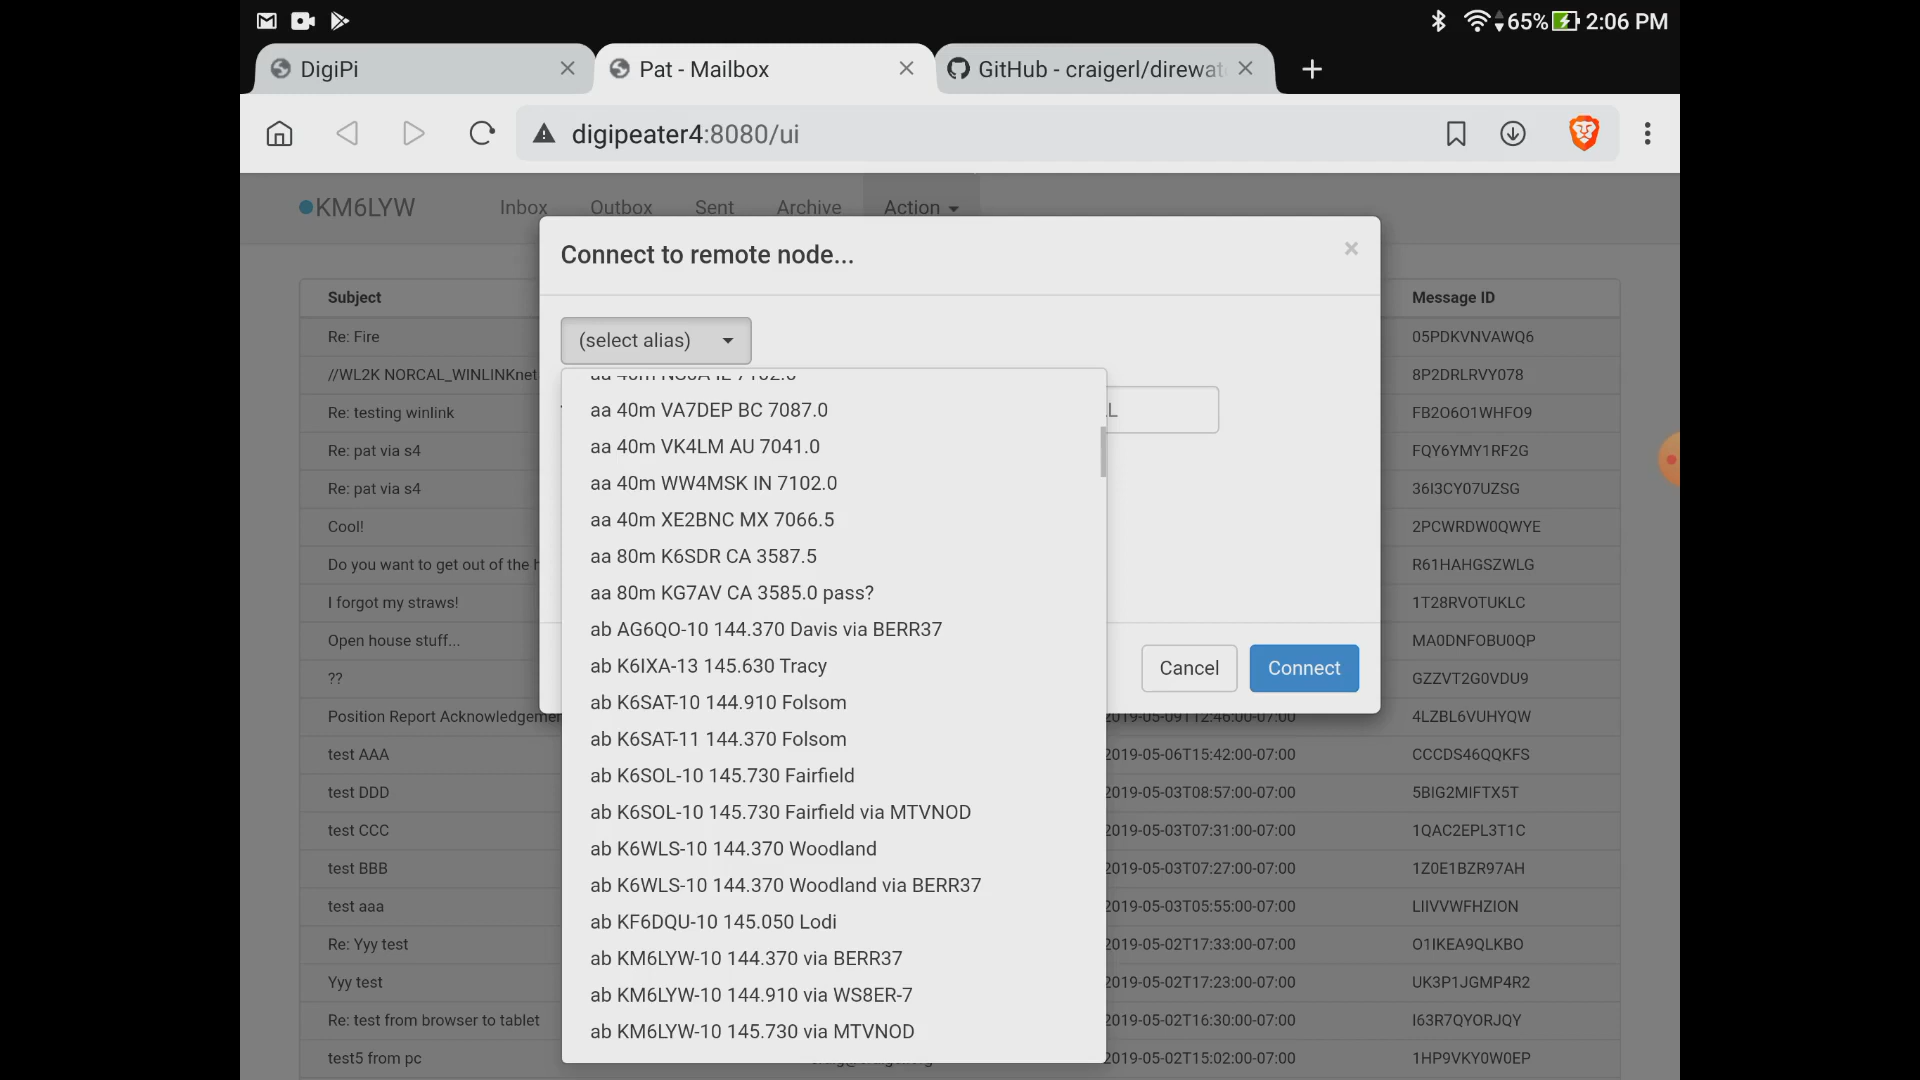 65% 2:06 PM
DigiPi
Pat - Mailbox
GitHub - craigerl/direwat
digipeater4:8080/ui
KM6LYW Inbox Outbox Sent Archive Action
Connect to remote node... ×
(select alias)
aa 40m VA7DEP BC 7087.0
aa 40m VK4LM AU 7041.0
aa 40m WW4MSK IN 7102.0
aa 40m XE2BNC MX 7066.5
aa 80m K6SDR CA 3587.5
aa 80m KG7AV CA 3585.0 pass?
ab AG6QO-10 144.370 Davis via BERR37
ab K6IXA-13 145.630 Tracy
ab K6SAT-10 144.910 Folsom
ab K6SAT-11 144.370 Folsom
ab K6SOL-10 145.730 Fairfield
ab K6SOL-10 145.730 Fairfield via MTVNOD
ab K6WLS-10 144.370 Woodland
ab K6WLS-10 144.370 Woodland via BERR37
ab KF6DQU-10 145.050 Lodi
ab KM6LYW-10 144.370 via BERR37
ab KM6LYW-10 144.910 via WS8ER-7
ab KM6LYW-10 145.730 via MTVNOD
Cancel Connect
Subject Message ID
Re: Fire 05PDKVNVAWQ6
//WL2K NORCAL_WINLINKnet 8P2DRLRVY078
Re: testing winlink FB2O6O1WHFO9
Re: pat via s4 FQY6YMY1RF2G
Re: pat via s4 36I3CY07UZSG
Cool! 2PCWRDW0QWYE
Do you want to get out of the h R61HAHGSZWLG
I forgot my straws! 1T28RVOTUKLC
Open house stuff... MA0DNFOBU0QP
?? GZZVT2G0VDU9
Position Report Acknowledgemen 2019-05-09T12:46:00-07:00 4LZBL6VUHYQW
test AAA 2019-05-06T15:42:00-07:00 CCCDS46QQKFS
test DDD 2019-05-03T08:57:00-07:00 5BIG2MIFTX5T
test CCC 2019-05-03T07:31:00-07:00 1QAC2EPL3T1C
test BBB 2019-05-03T07:27:00-07:00 1Z0E1BZR97AH
test aaa 2019-05-03T05:55:00-07:00 LIIVVWFHZION
Re: Yyy test 2019-05-02T17:33:00-07:00 O1IKEA9QLKBO
Yyy test 2019-05-02T17:23:00-07:00 UK3P1JGMP4R2
Re: test from browser to tablet 2019-05-02T16:30:00-07:00 I63R7QYORJQY
test5 from pc 2019-05-02T15:02:00-07:00 1HP9VKY0W0EP